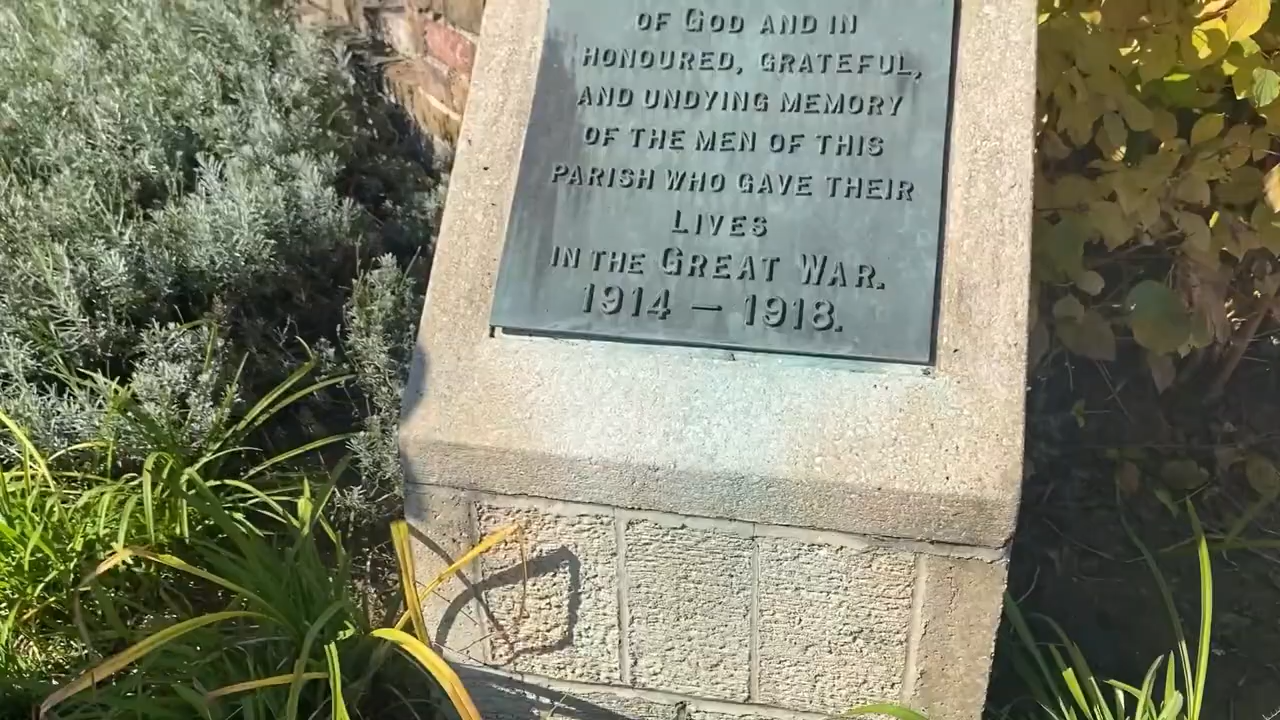 OF GOD AND IN
HONOURED, GRATEFUL,
AND UNDYING MEMORY
OF THE MEN OF THIS
PARISH WHO GAVE THEIR
LIVES
IN THE GREAT WAR.
1914 — 1918.